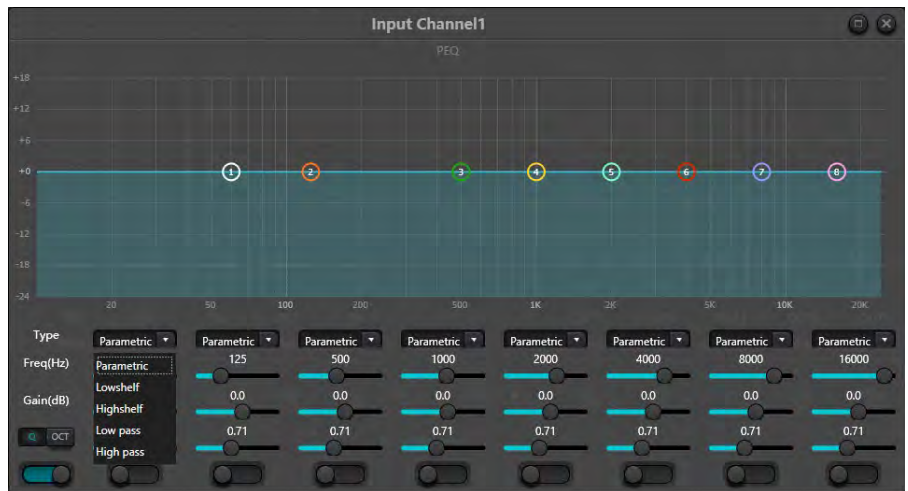 Input Channel1
PEQ
+18
+12
+6
+0
-6
-12
-18
-24
1 2 3 4 5 6 7 8
20 50 100 200 500 1K 2K 5K 10K 20K
Type Parametric Parametric Parametric Parametric Parametric Parametric Parametric Parametric
Freq(Hz) 125 500 1000 2000 4000 8000 16000
Parametric
Lowshelf
Highshelf
Low pass
High pass
Gain(dB) 0.0 0.0 0.0 0.0 0.0 0.0 0.0
Q OCT 0.71 0.71 0.71 0.71 0.71 0.71 0.71